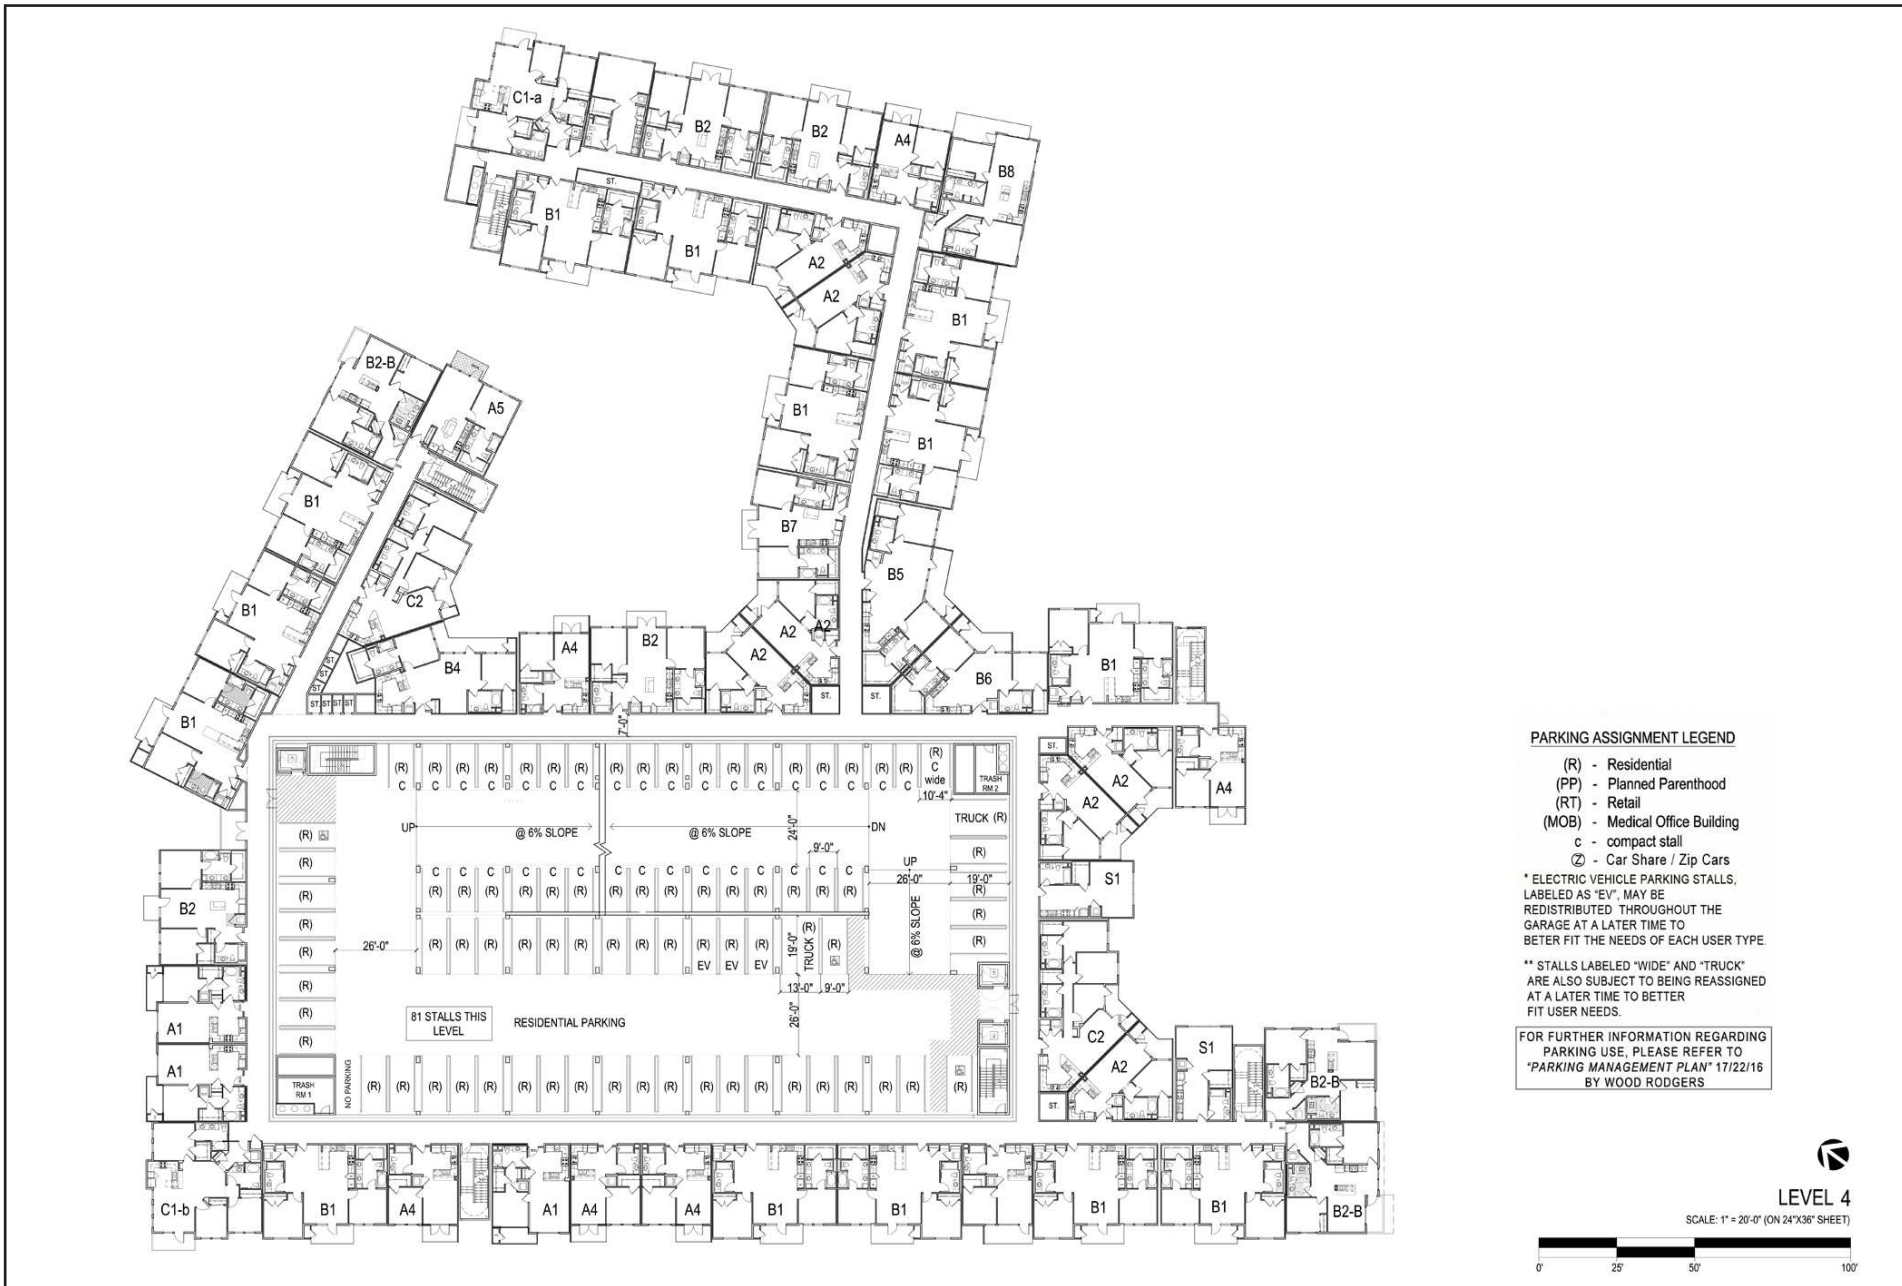 C1-a
B2
B2
A4
B8
ST.
B1
B1
A2
A2
B1
B2-B
A5
B1
B1
B1
B7
B5
C2
B1
A2
A2
A2
B4
A4
B2
B6
B1
ST.
ST.
ST.
ST. ST. ST. ST
ST.
ST.
B1
7'-0"
(R) (R) (R) (R) (R) (R) (R) (R) (R) (R) (R) (R) (R) (R) (R) (R) (R) (R)
C C C C C C C C C C C C C C C C C C
(R)
C
wide
10'-4"
TRASH
RM 2
ST.
A2
A2
A4
UP
@ 6% SLOPE
@ 6% SLOPE
DN
24'-0"
9'-0"
TRUCK (R)
(R)
(R)
(R)
(R)
UP
26'-0"
19'-0"
@ 6% SLOPE
C C C C C C C C C C C C C C C
(R) (R) (R) (R) (R) (R) (R) (R) (R) (R) (R) (R) (R) (R) (R)
(R) (R) (R) (R) (R) (R) (R) (R) (R) (R) (R) (R) (R)
EV EV EV
19'-0"
(R)
TRUCK
(R)
13'-0"
9'-0"
26'-0"
26'-0"
(R)
(R)
(R)
(R)
(R)
(R)
(R)
(R)
81 STALLS THIS
LEVEL
RESIDENTIAL PARKING
NO PARKING
TRASH
RM 1
(R) (R) (R) (R) (R) (R) (R) (R) (R) (R) (R) (R) (R) (R) (R) (R) (R) (R) (R) (R)
S1
B2
A1
A1
C2
A2
S1
B2-B
ST.
C1-b
B1
A4
A1
A4
A4
B1
B1
B1
B1
B2-B
PARKING ASSIGNMENT LEGEND
(R) - Residential
(PP) - Planned Parenthood
(RT) - Retail
(MOB) - Medical Office Building
c - compact stall
Ⓩ - Car Share / Zip Cars
* ELECTRIC VEHICLE PARKING STALLS,
LABELED AS "EV", MAY BE
REDISTRIBUTED THROUGHOUT THE
GARAGE AT A LATER TIME TO
BETER FIT THE NEEDS OF EACH USER TYPE.
** STALLS LABELED "WIDE" AND "TRUCK"
ARE ALSO SUBJECT TO BEING REASSIGNED
AT A LATER TIME TO BETTER
FIT USER NEEDS.
FOR FURTHER INFORMATION REGARDING
PARKING USE, PLEASE REFER TO
"PARKING MANAGEMENT PLAN" 17/22/16
BY WOOD RODGERS
LEVEL 4
SCALE: 1" = 20'-0" (ON 24"X36" SHEET)
0' 25' 50' 100'